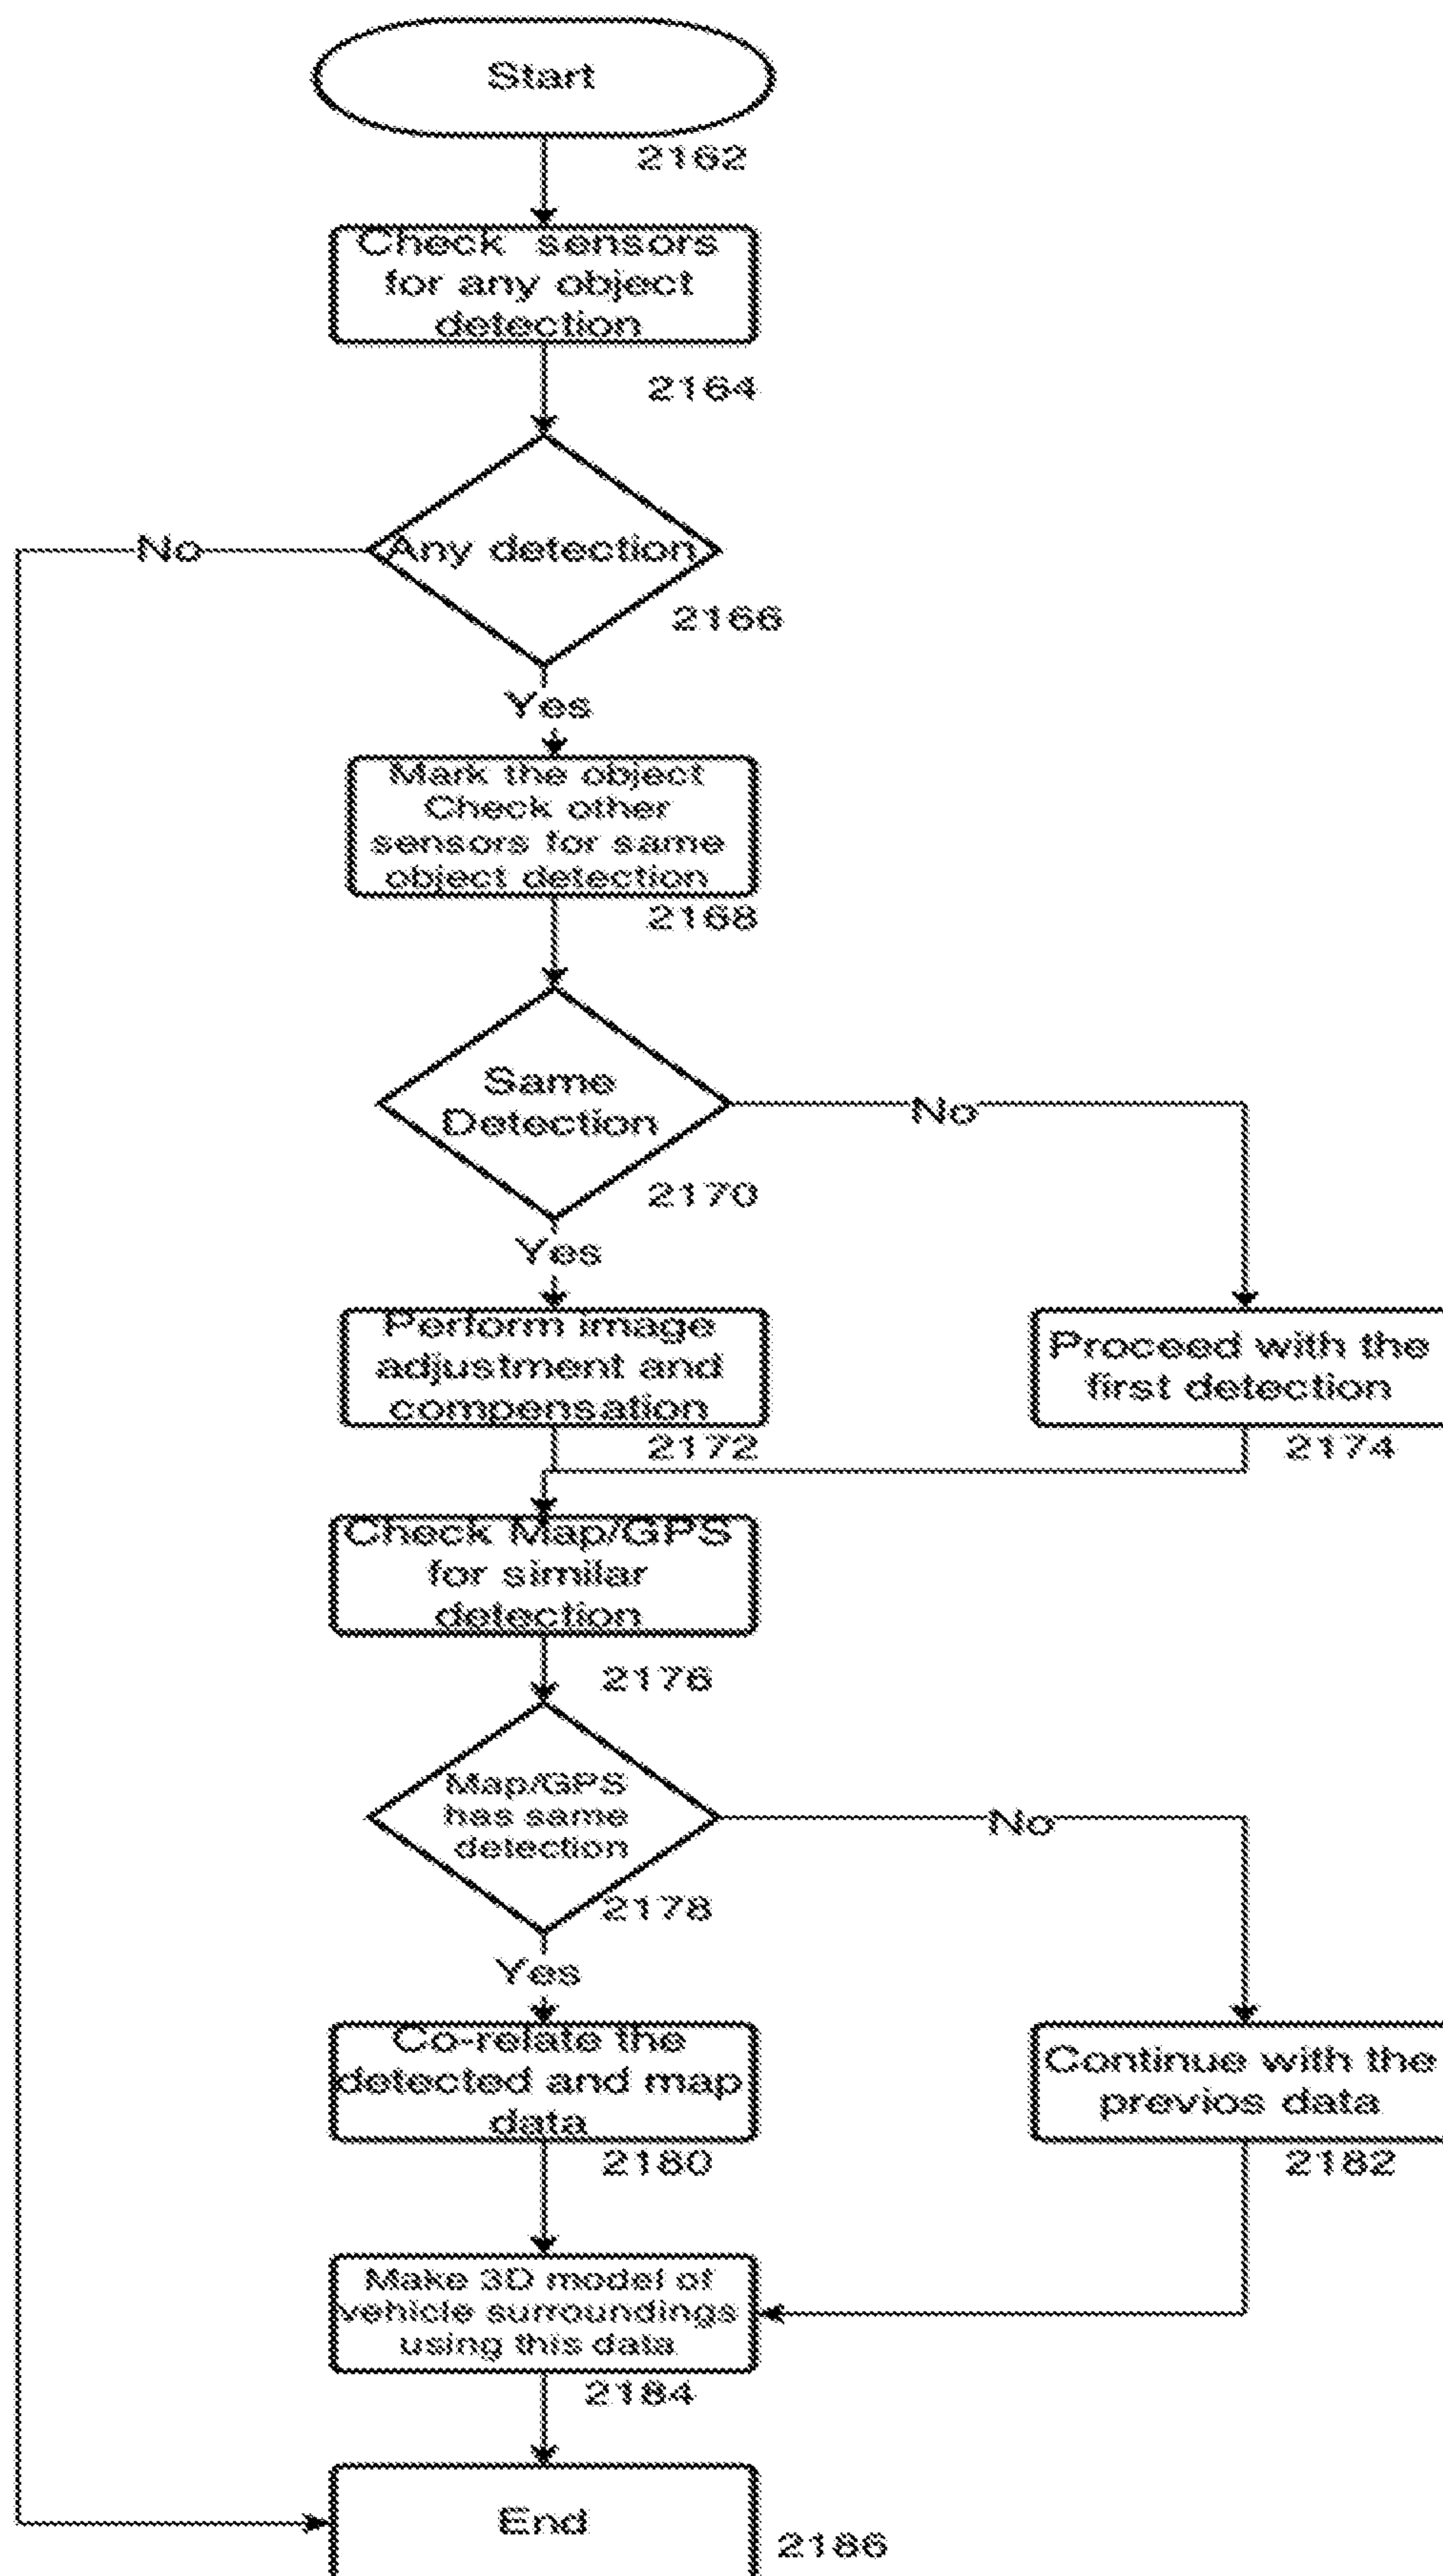 Start
2162
Check sensors
for any object
detection
2164
Any detection
No
2166
Yes
Mark the object
Check other
sensors for same
object detection
2168
Same
Detection
No
2170
Yes
Perform image
adjustment and
compensation
2172
Proceed with the
first detection
2174
Check Map/GPS
for similar
detection
2176
Map/GPS
has same
detection
No
2178
Yes
Co-relate the
detected and map
data
2180
Continue with the
previos data
2182
Make 3D model of
vehicle surroundings
using this data
2184
End
2186